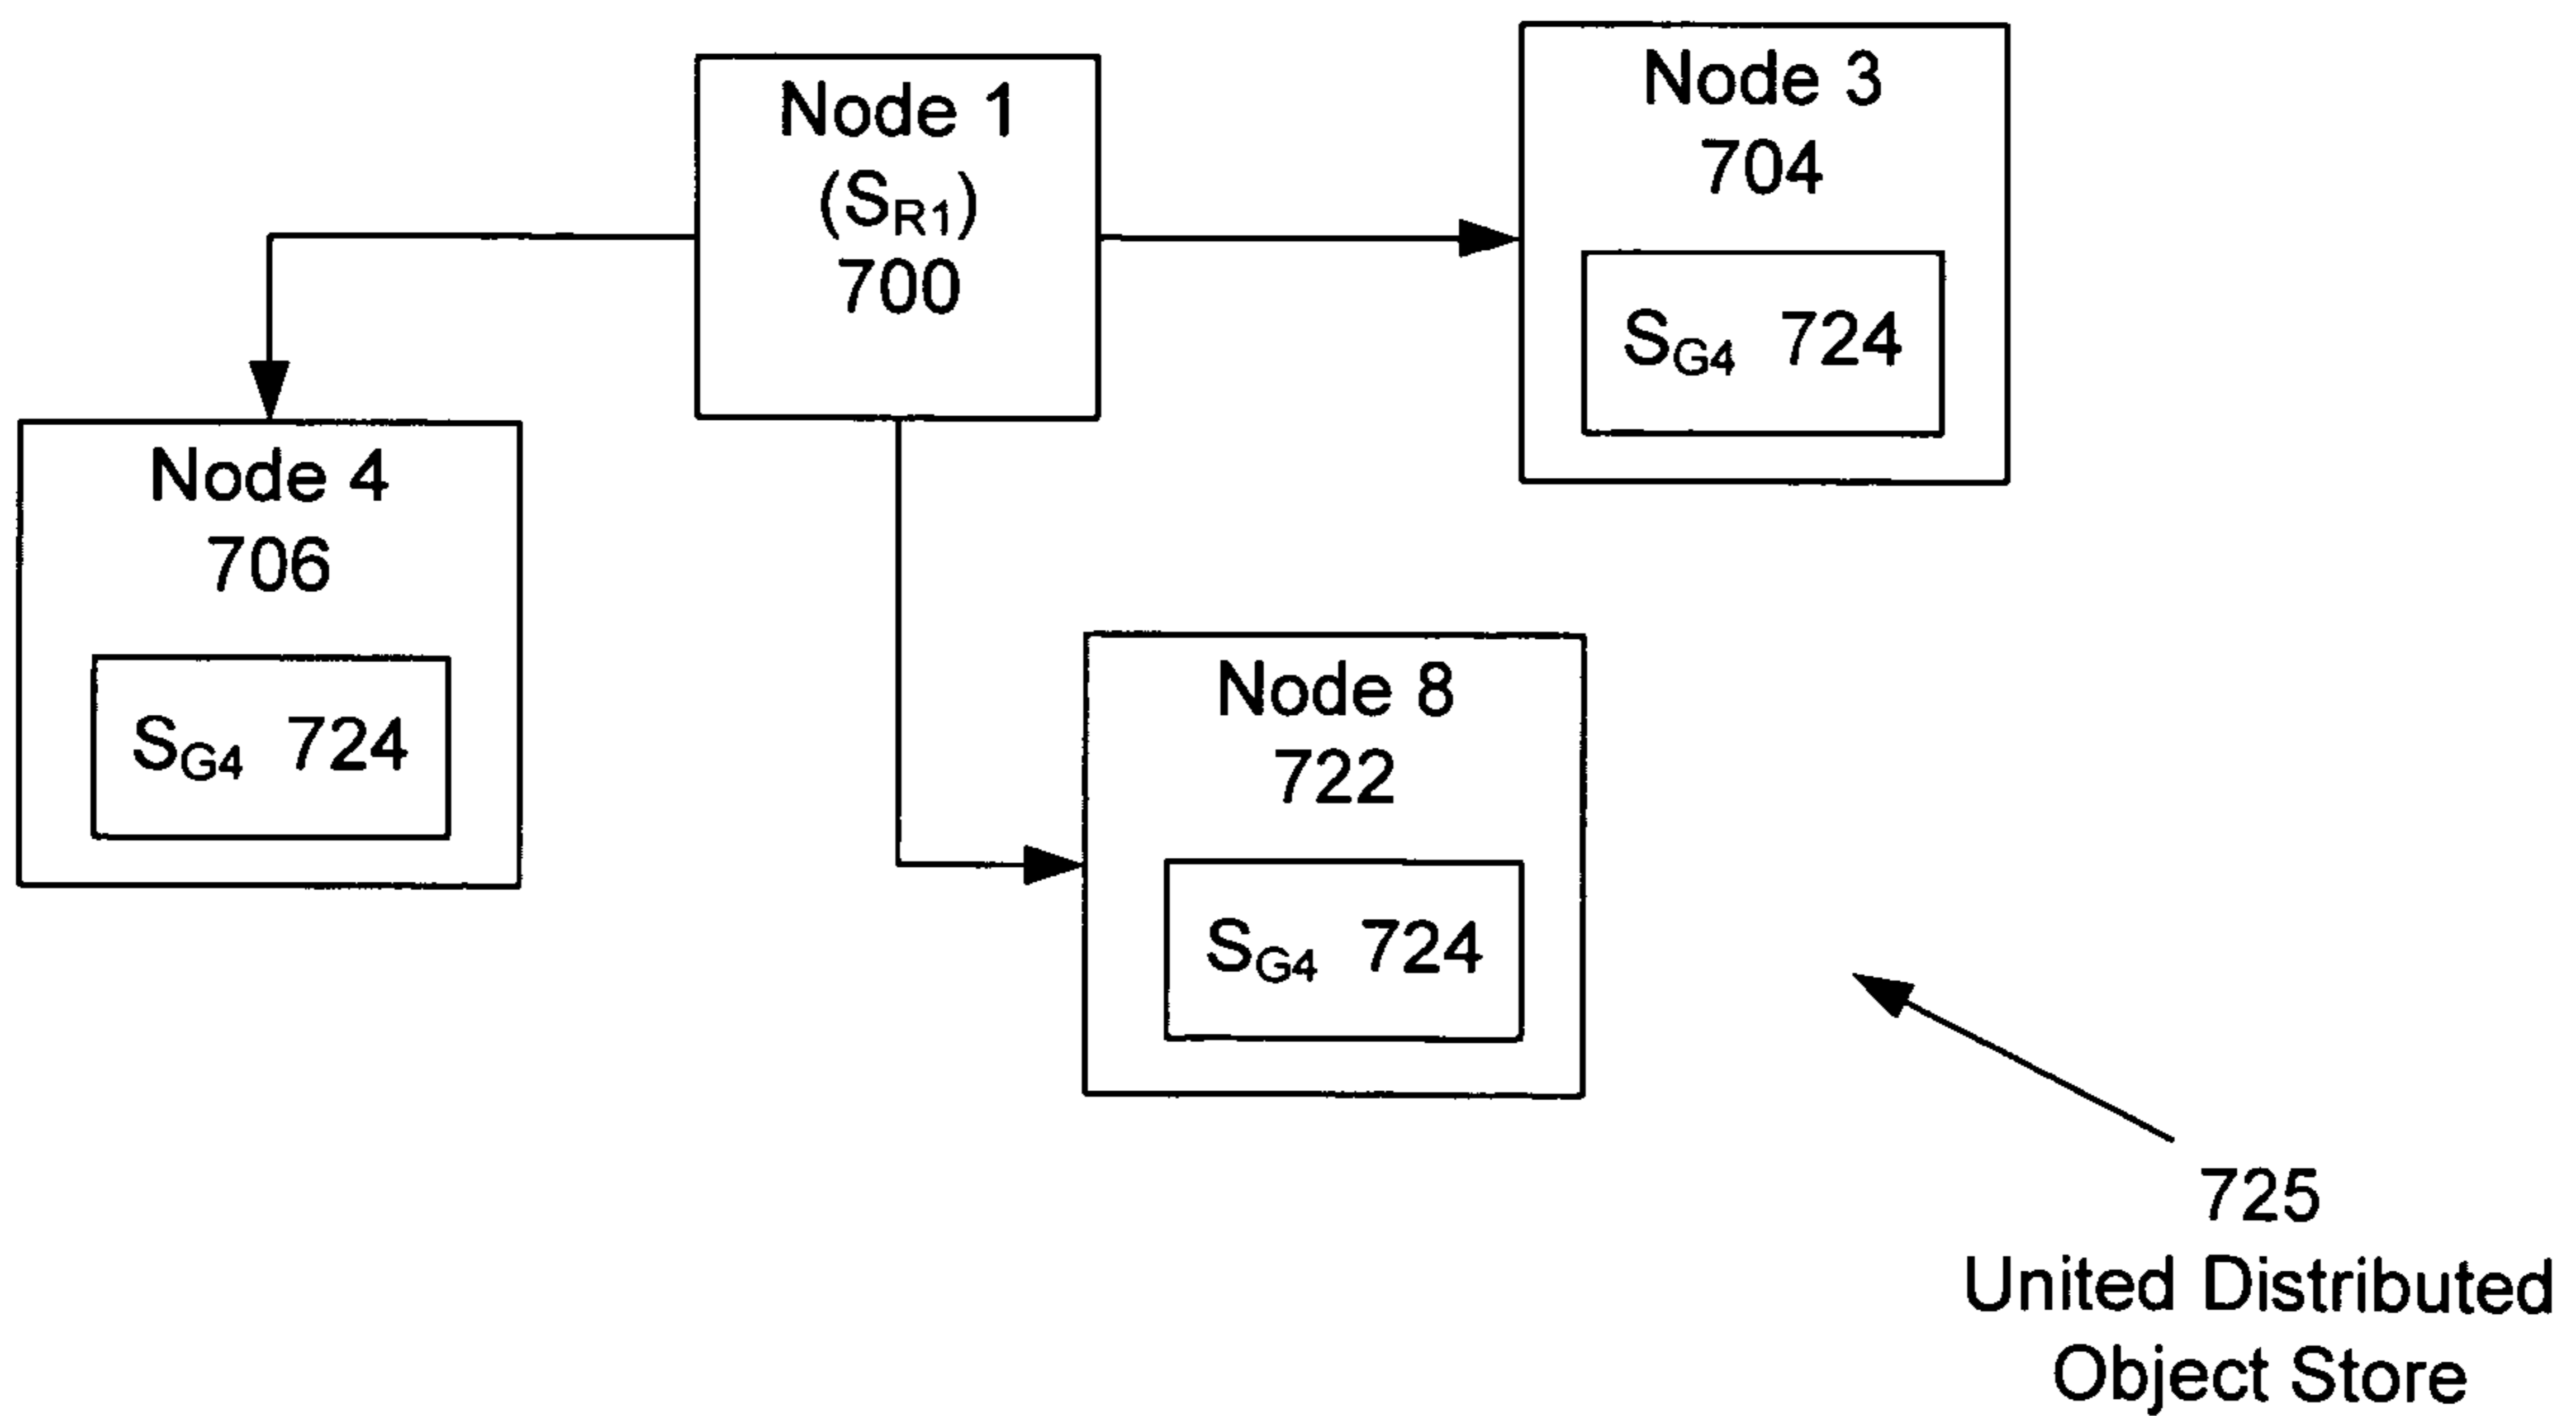 Node 1
(SR1)
700
Node 3
704
SG4 724
Node 4
706
SG4 724
Node 8
722
SG4 724
725
United Distributed
Object Store